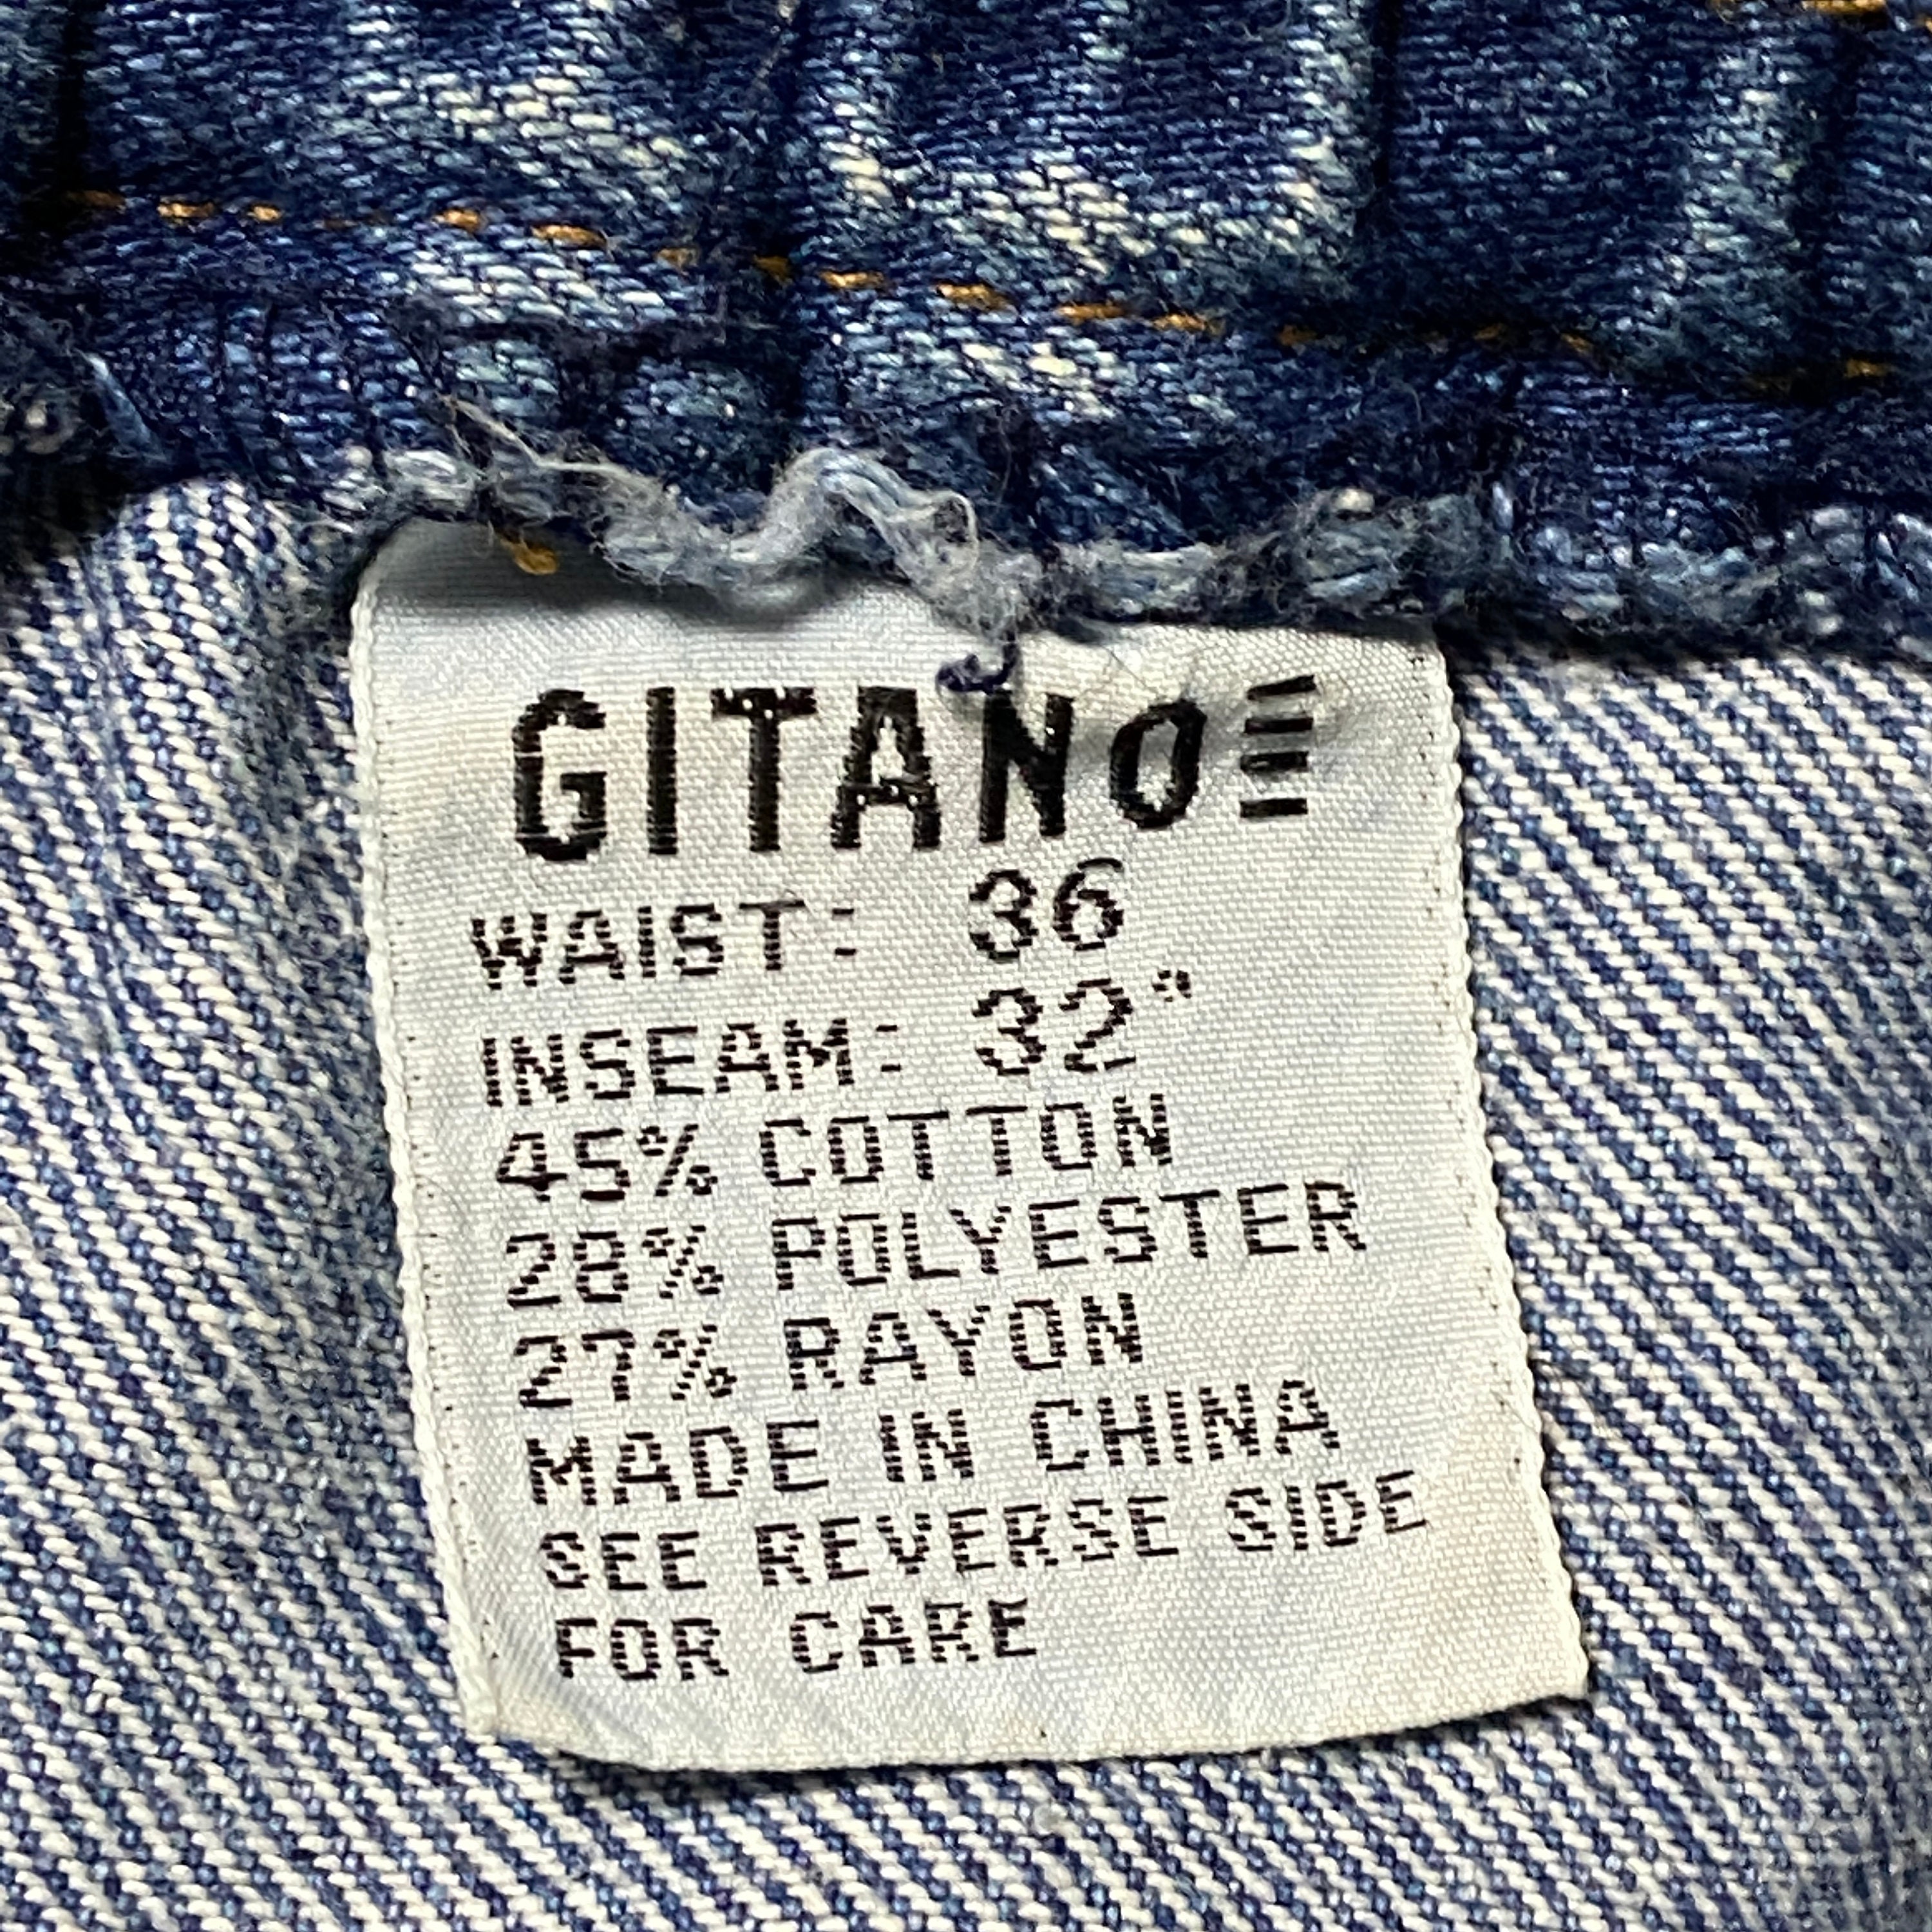 GITANO
WAIST: 36
INSEAM: 32"
45% COTTON
28% POLYESTER
27% RAYON
MADE IN CHINA
SEE REVERSE SIDE
FOR CARE